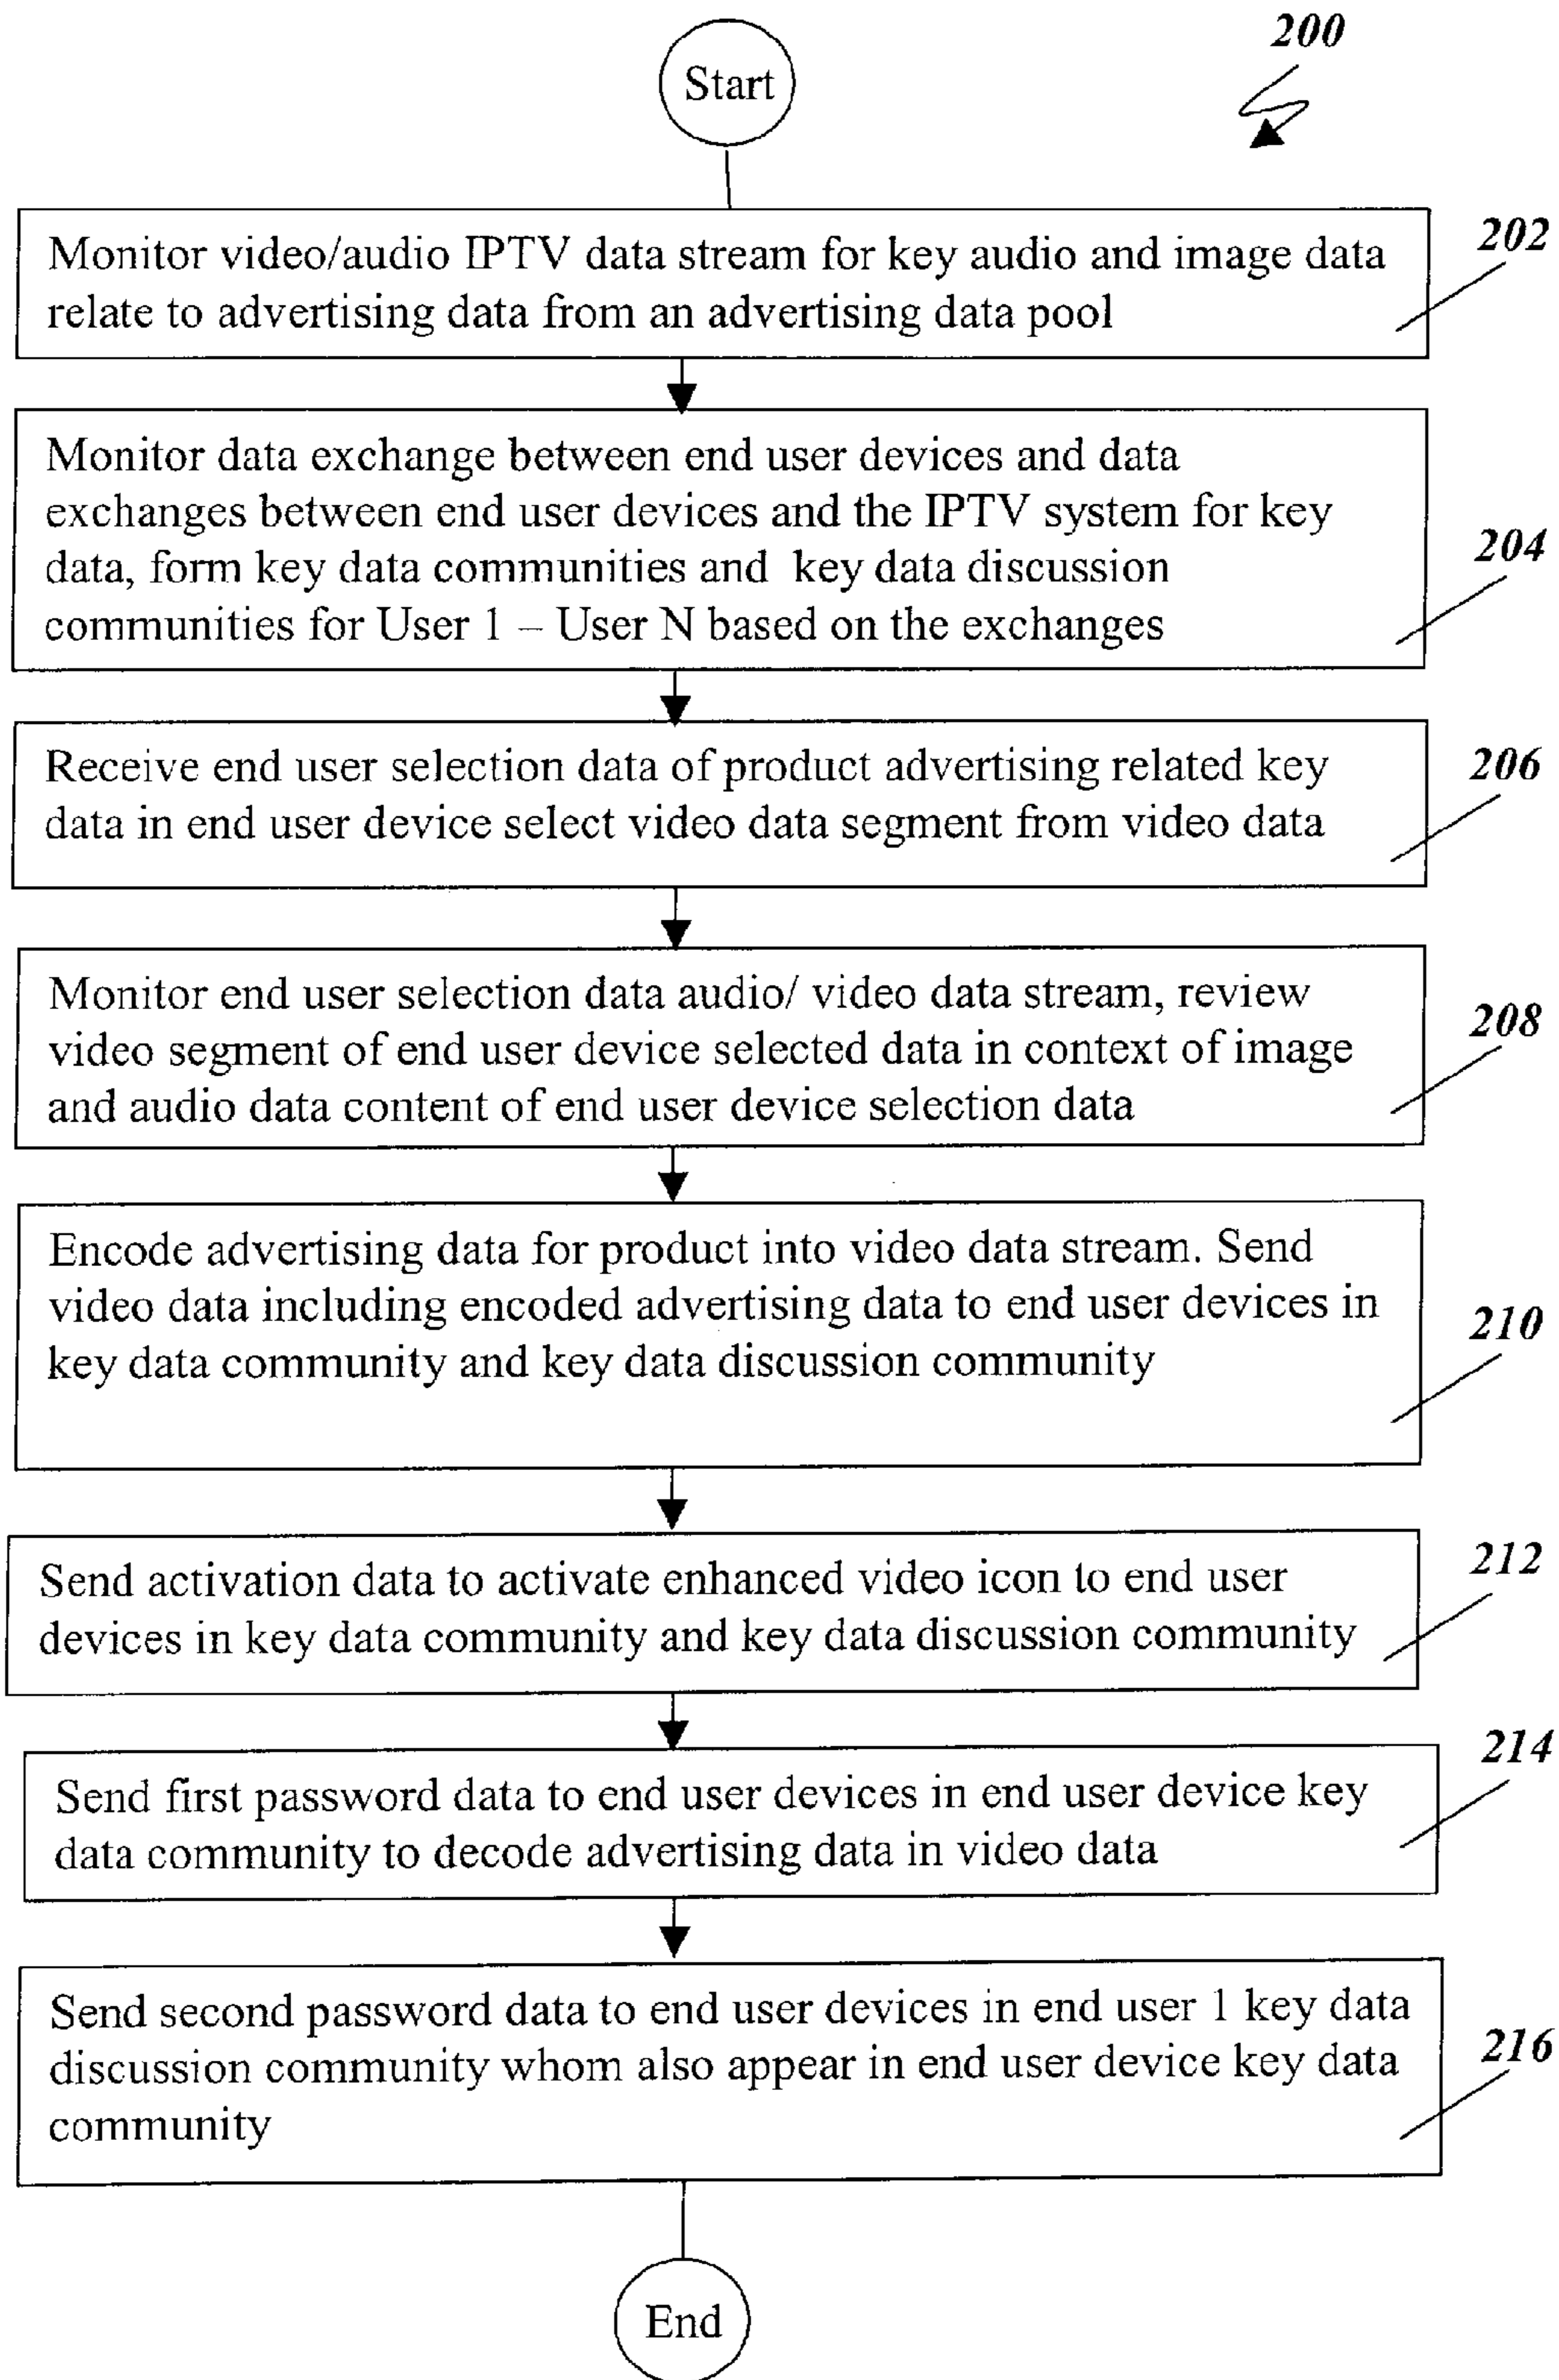 Start
200
Monitor video/audio IPTV data stream for key audio and image data
relate to advertising data from an advertising data pool
202
Monitor data exchange between end user devices and data
exchanges between end user devices and the IPTV system for key
data, form key data communities and key data discussion
communities for User 1 – User N based on the exchanges
204
Receive end user selection data of product advertising related key
data in end user device select video data segment from video data
206
Monitor end user selection data audio/ video data stream, review
video segment of end user device selected data in context of image
and audio data content of end user device selection data
208
Encode advertising data for product into video data stream. Send
video data including encoded advertising data to end user devices in
key data community and key data discussion community
210
Send activation data to activate enhanced video icon to end user
devices in key data community and key data discussion community
212
Send first password data to end user devices in end user device key
data community to decode advertising data in video data
214
Send second password data to end user devices in end user 1 key data
discussion community whom also appear in end user device key data
community
216
End